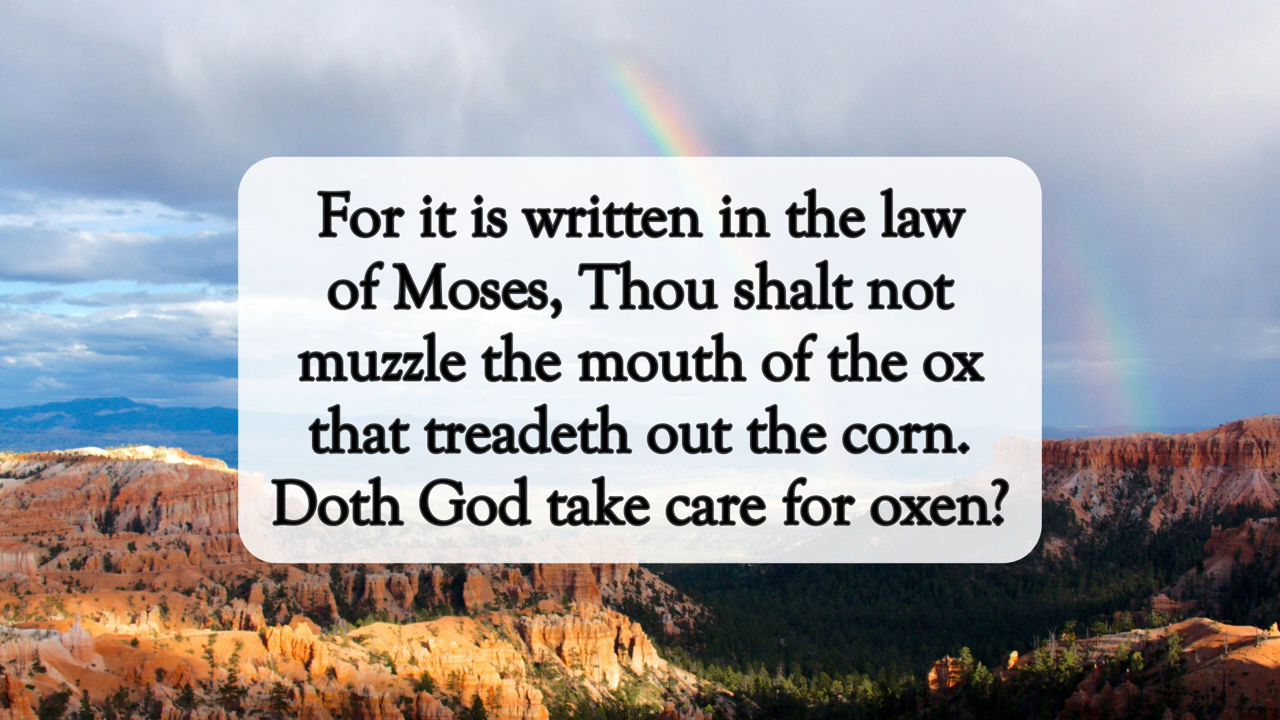 For it is written in the law
of Moses, Thou shalt not
muzzle the mouth of the ox
that treadeth out the corn.
Doth God take care for oxen?